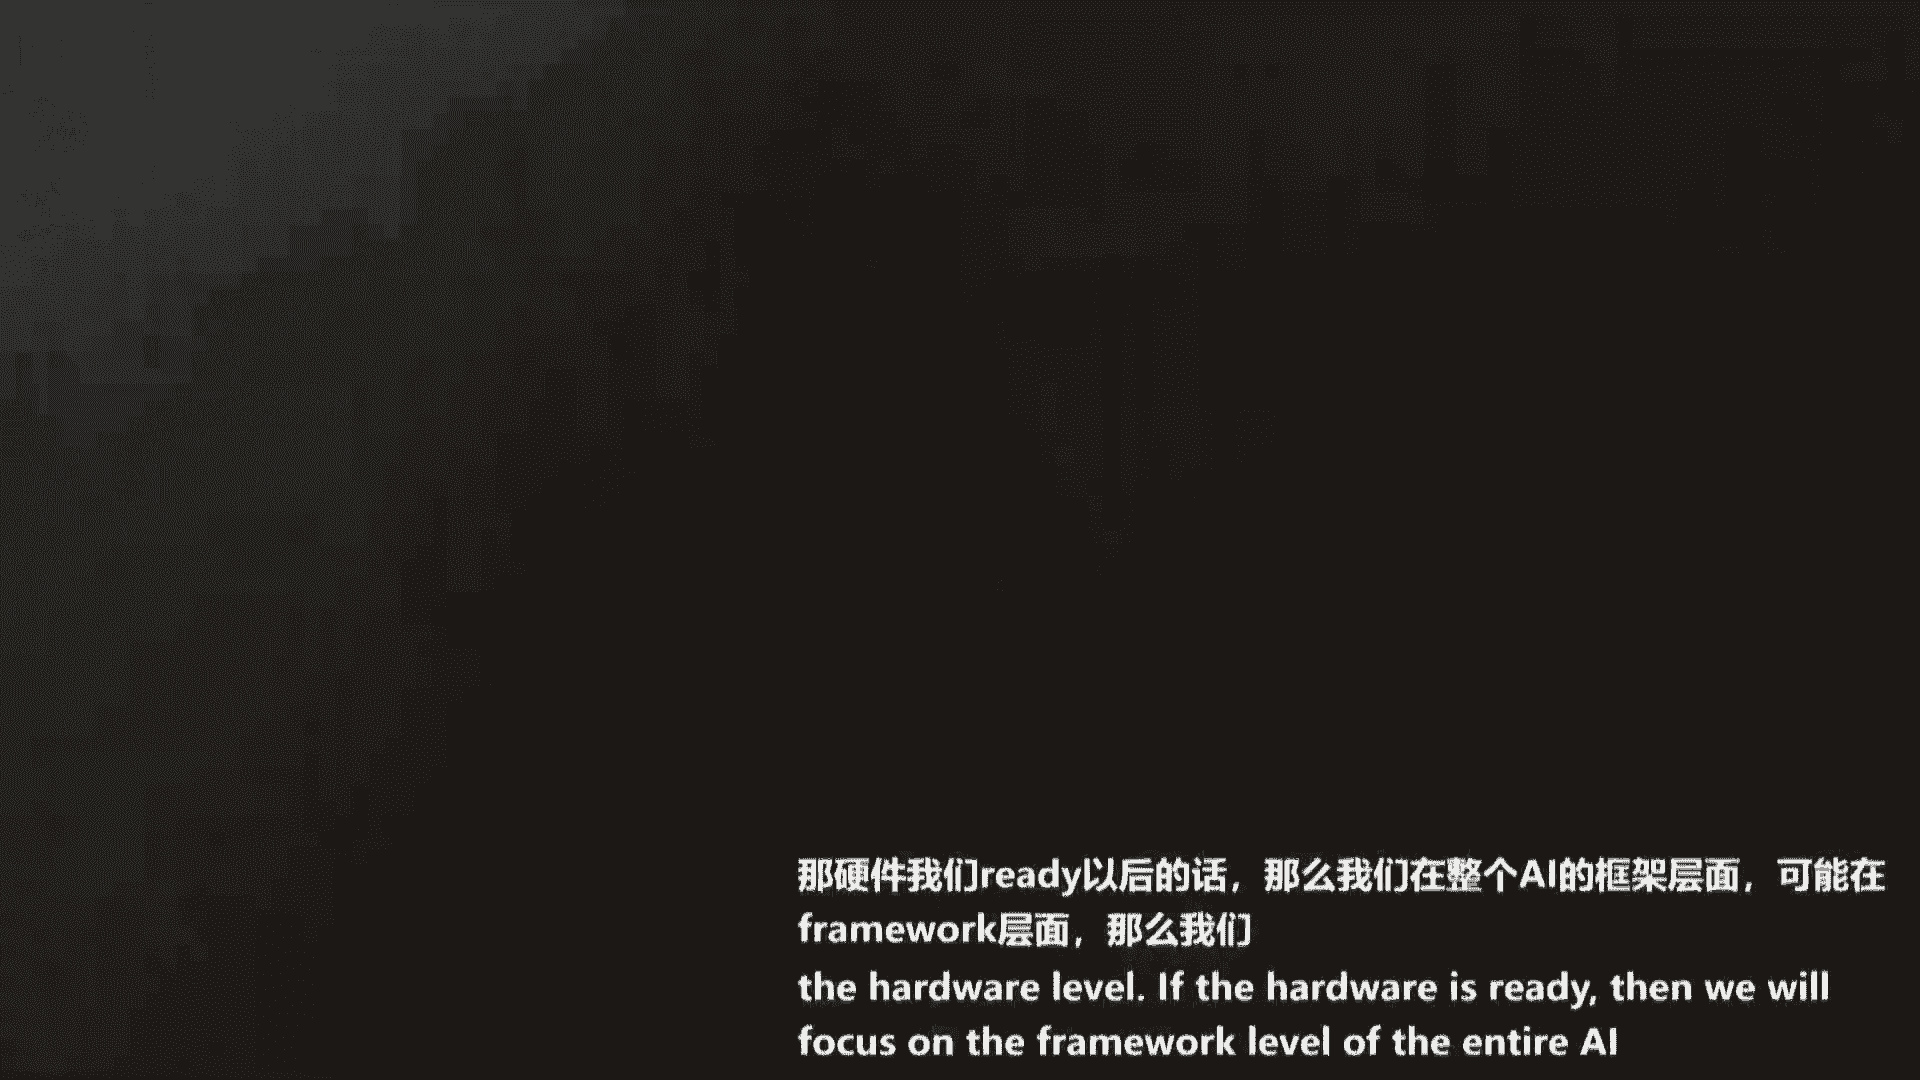 那硬件我们ready以后的话，那么我们在整个AI的框架层面，可能在
framework层面，那么我们
the hardware level. If the hardware is ready, then we will
focus on the framework level of the entire AI